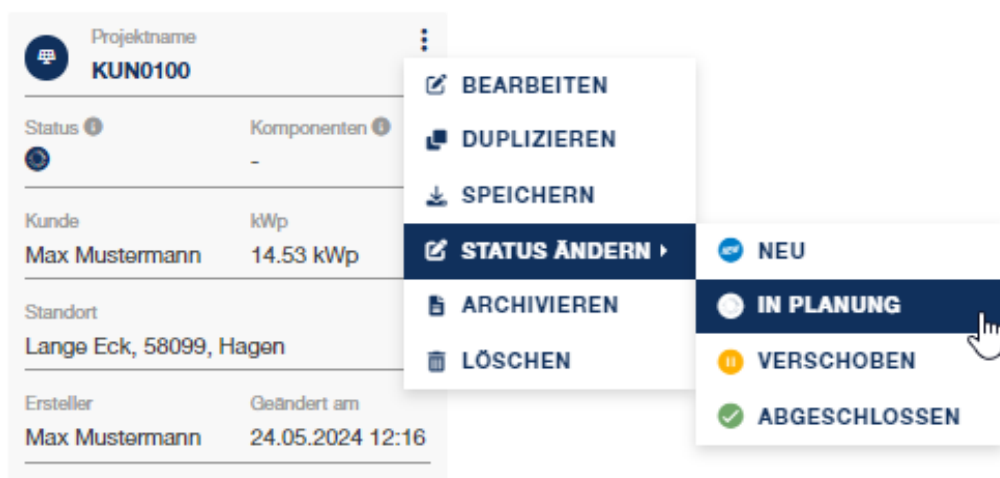 Projektname
KUN0100
Status
Komponenten
-
Kunde
kWp
Max Mustermann
14.53 kWp
Standort
Lange Eck, 58099, Hagen
Ersteller
Geändert am
Max Mustermann
24.05.2024 12:16
BEARBEITEN
DUPLIZIEREN
SPEICHERN
STATUS ÄNDERN
ARCHIVIEREN
LÖSCHEN
NEU
IN PLANUNG
VERSCHOBEN
ABGESCHLOSSEN